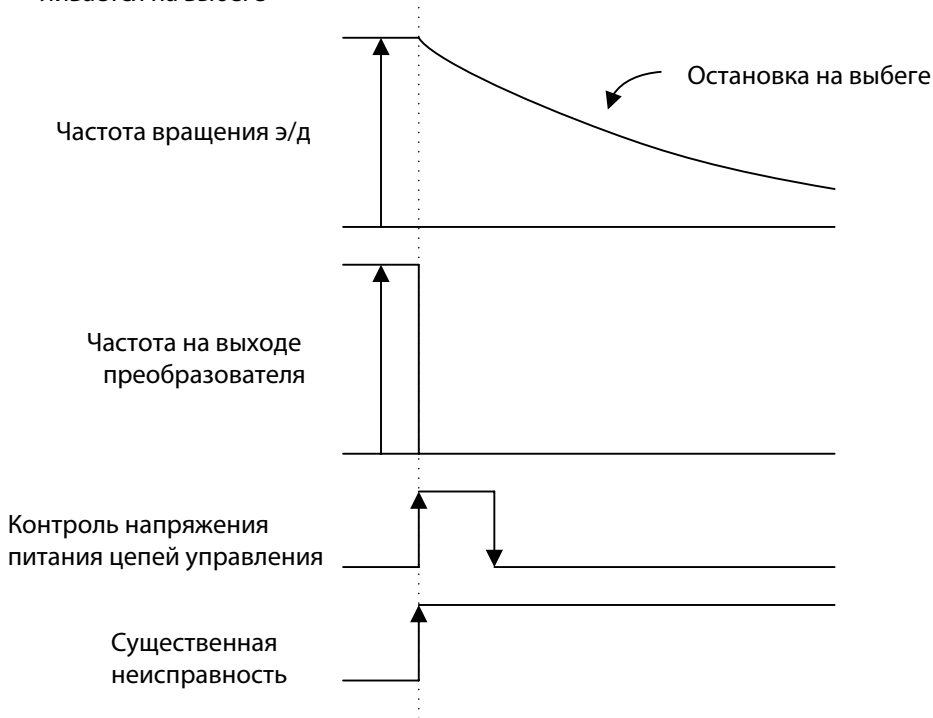 Остановка на выбеге
Частота вращения э/д
Частота на выходе
преобразователя
Контроль напряжения
питания цепей управления
Существенная
неисправность